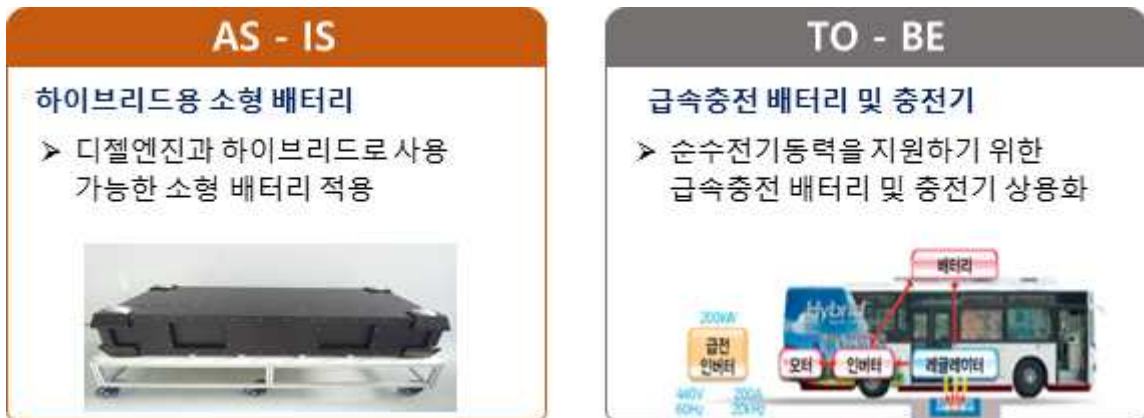 AS - IS
하이브리드용 소형 배터리
➢ 디젤엔진과 하이브리드로 사용
가능한 소형 배터리 적용
TO - BE
급속충전 배터리 및 충전기
➢ 순수전기동력을 지원하기 위한
급속충전 배터리 및 충전기 상용화
배터리
Hybrid
200kW
급전
인버터
모터
인버터
레귤레이터
440V
60Hz
200A
20kHz